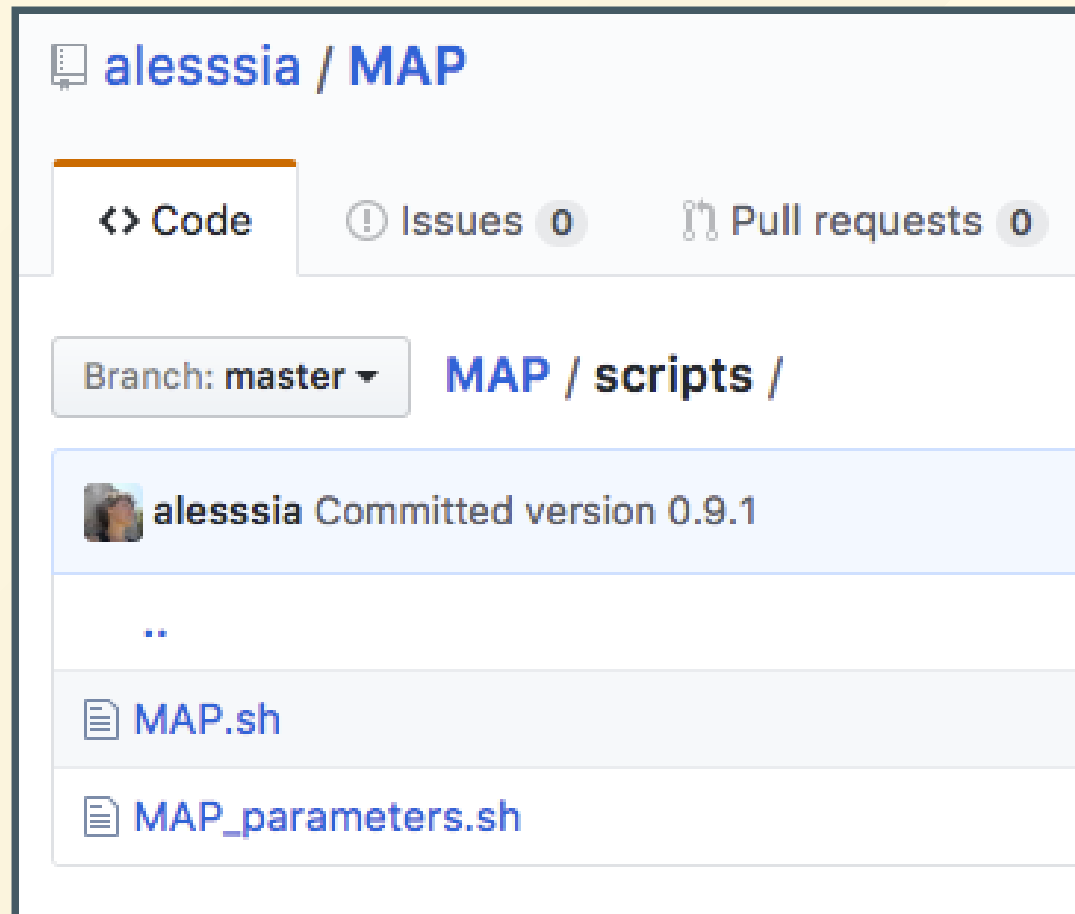 alesssia / MAP
<> Code Issues 0 Pull requests 0
Branch: master MAP / scripts /
alesssia Committed version 0.9.1
..
MAP.sh
MAP_parameters.sh